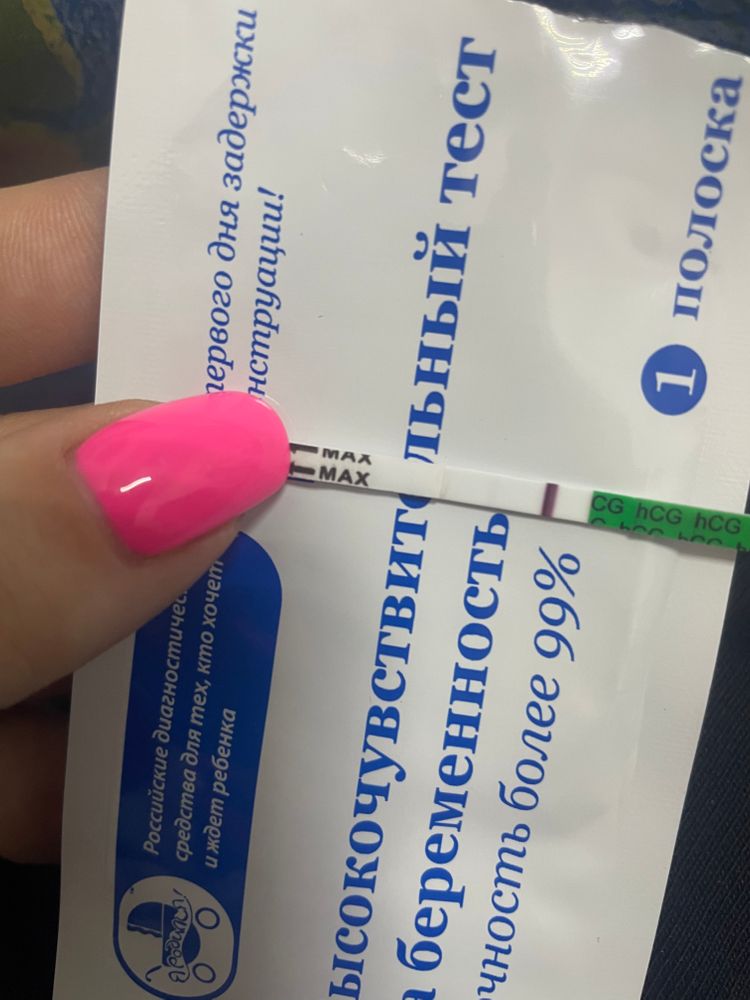 первого дня задержки
нструации!
ысокочувствит льный тест
а беременность
чность более 99%
1 полоска
MAX
MAX
CG hCG hCG
Российские диагностичес
средства для тех, кто хочет
и ждет ребенка